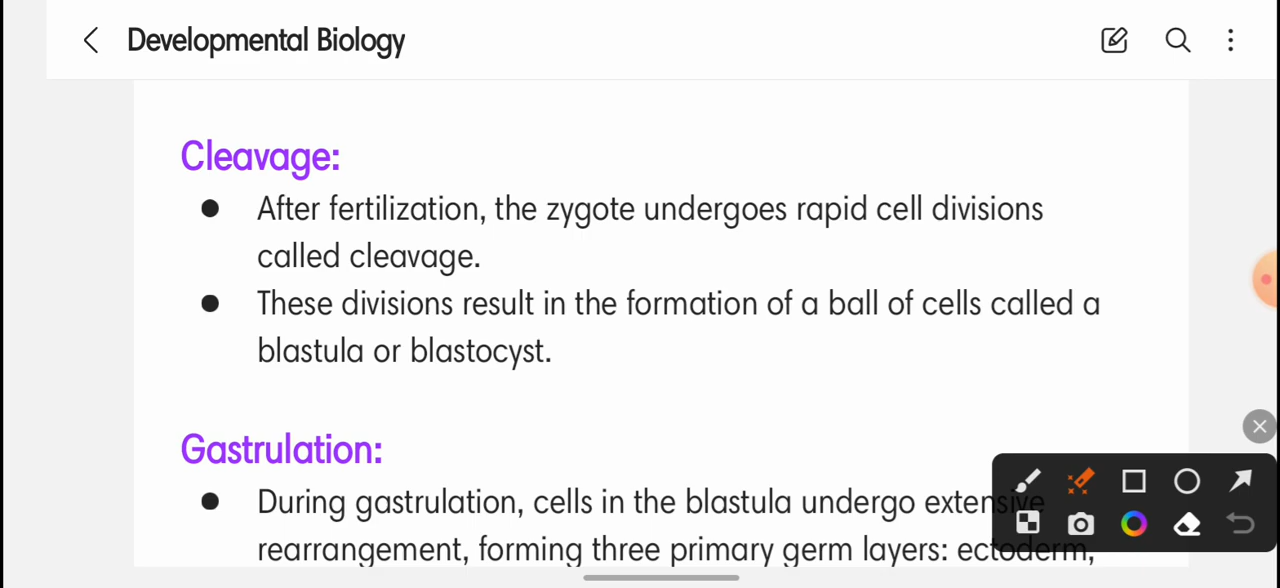 Developmental Biology
Cleavage:
● After fertilization, the zygote undergoes rapid cell divisions
called cleavage.
● These divisions result in the formation of a ball of cells called a
blastula or blastocyst.
Gastrulation:
● During gastrulation, cells in the blastula undergo extensive
rearrangement, forming three primary germ layers: ectoderm,